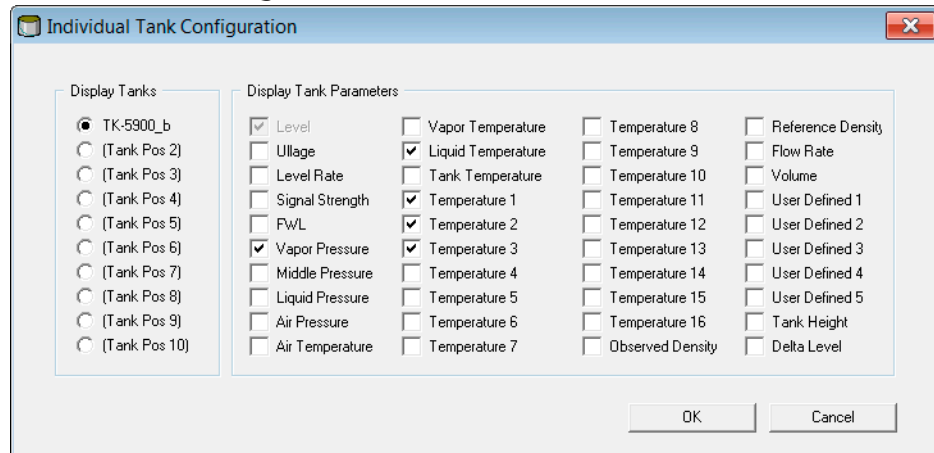 Individual Tank Configuration
Display Tanks
TK-5900_b
(Tank Pos 2)
(Tank Pos 3)
(Tank Pos 4)
(Tank Pos 5)
(Tank Pos 6)
(Tank Pos 7)
(Tank Pos 8)
(Tank Pos 9)
(Tank Pos 10)
Display Tank Parameters
Level
Ullage
Level Rate
Signal Strength
FWL
Vapor Pressure
Middle Pressure
Liquid Pressure
Air Pressure
Air Temperature
Vapor Temperature
Liquid Temperature
Tank Temperature
Temperature 1
Temperature 2
Temperature 3
Temperature 4
Temperature 5
Temperature 6
Temperature 7
Temperature 8
Temperature 9
Temperature 10
Temperature 11
Temperature 12
Temperature 13
Temperature 14
Temperature 15
Temperature 16
Observed Density
Reference Density
Flow Rate
Volume
User Defined 1
User Defined 2
User Defined 3
User Defined 4
User Defined 5
Tank Height
Delta Level
OK
Cancel